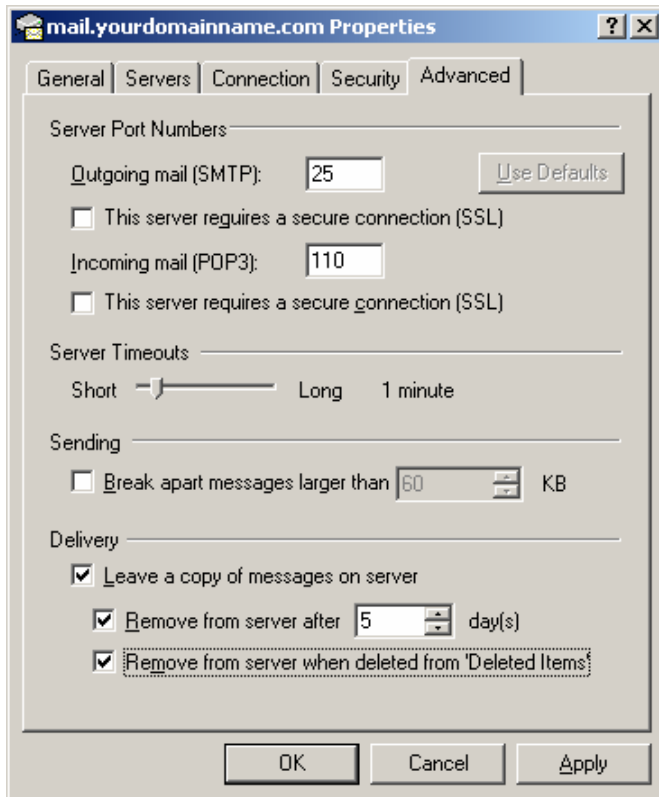 mail.yourdomainname.com Properties
General Servers Connection Security Advanced
Server Port Numbers
Outgoing mail (SMTP): 25 Use Defaults
This server requires a secure connection (SSL)
Incoming mail (POP3): 110
This server requires a secure connection (SSL)
Server Timeouts
Short Long 1 minute
Sending
Break apart messages larger than 60 KB
Delivery
Leave a copy of messages on server
Remove from server after 5 day(s)
Remove from server when deleted from 'Deleted Items'
OK Cancel Apply